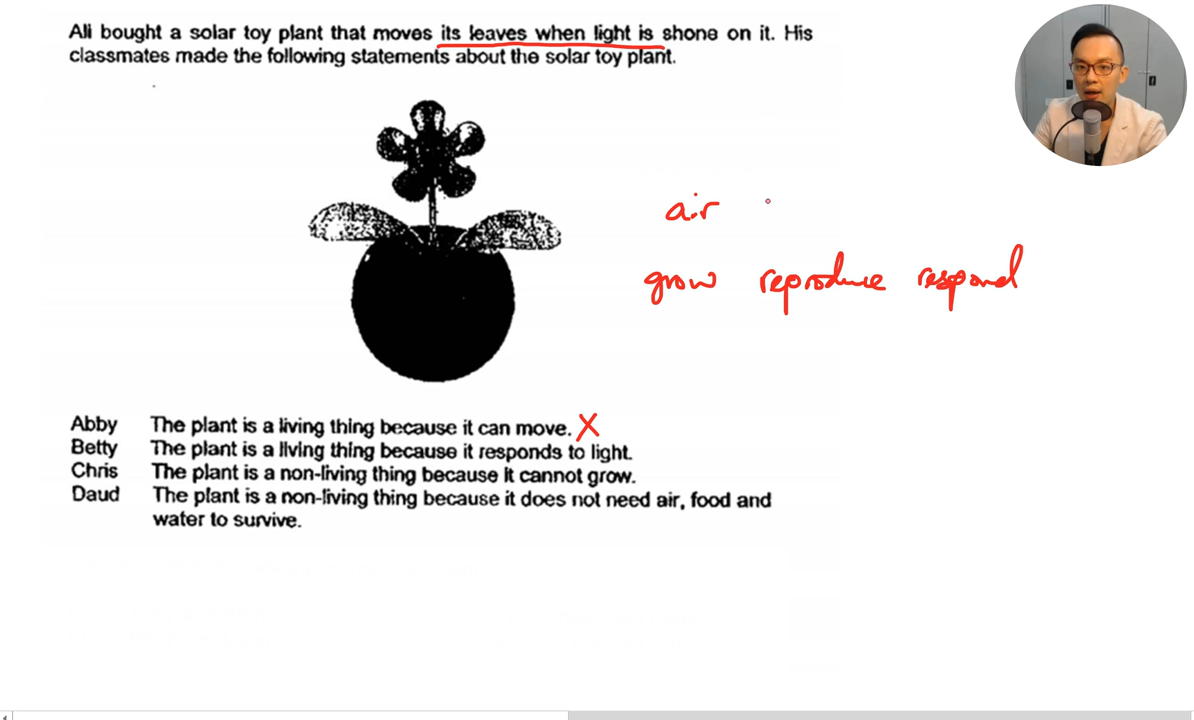 Ali bought a solar toy plant that moves its leaves when light is shone on it. His
classmates made the following statements about the solar toy plant.
air
grow reproduce respond
Abby The plant is a living thing because it can move. X
Betty The plant is a living thing because it responds to light.
Chris The plant is a non-living thing because it cannot grow.
Daud The plant is a non-living thing because it does not need air, food and
water to survive.